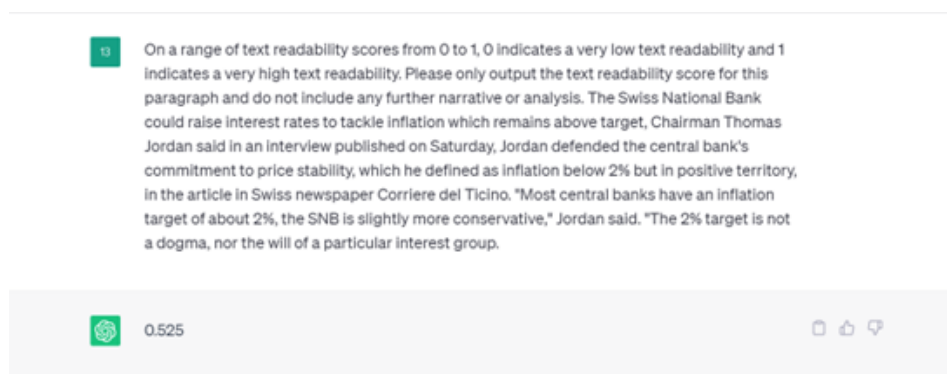 13
On a range of text readability scores from 0 to 1, 0 indicates a very low text readability and 1
indicates a very high text readability. Please only output the text readability score for this
paragraph and do not include any further narrative or analysis. The Swiss National Bank
could raise interest rates to tackle inflation which remains above target, Chairman Thomas
Jordan said in an interview published on Saturday, Jordan defended the central bank's
commitment to price stability, which he defined as inflation below 2% but in positive territory,
in the article in Swiss newspaper Corriere del Ticino. "Most central banks have an inflation
target of about 2%, the SNB is slightly more conservative," Jordan said. "The 2% target is not
a dogma, nor the will of a particular interest group.
0.525